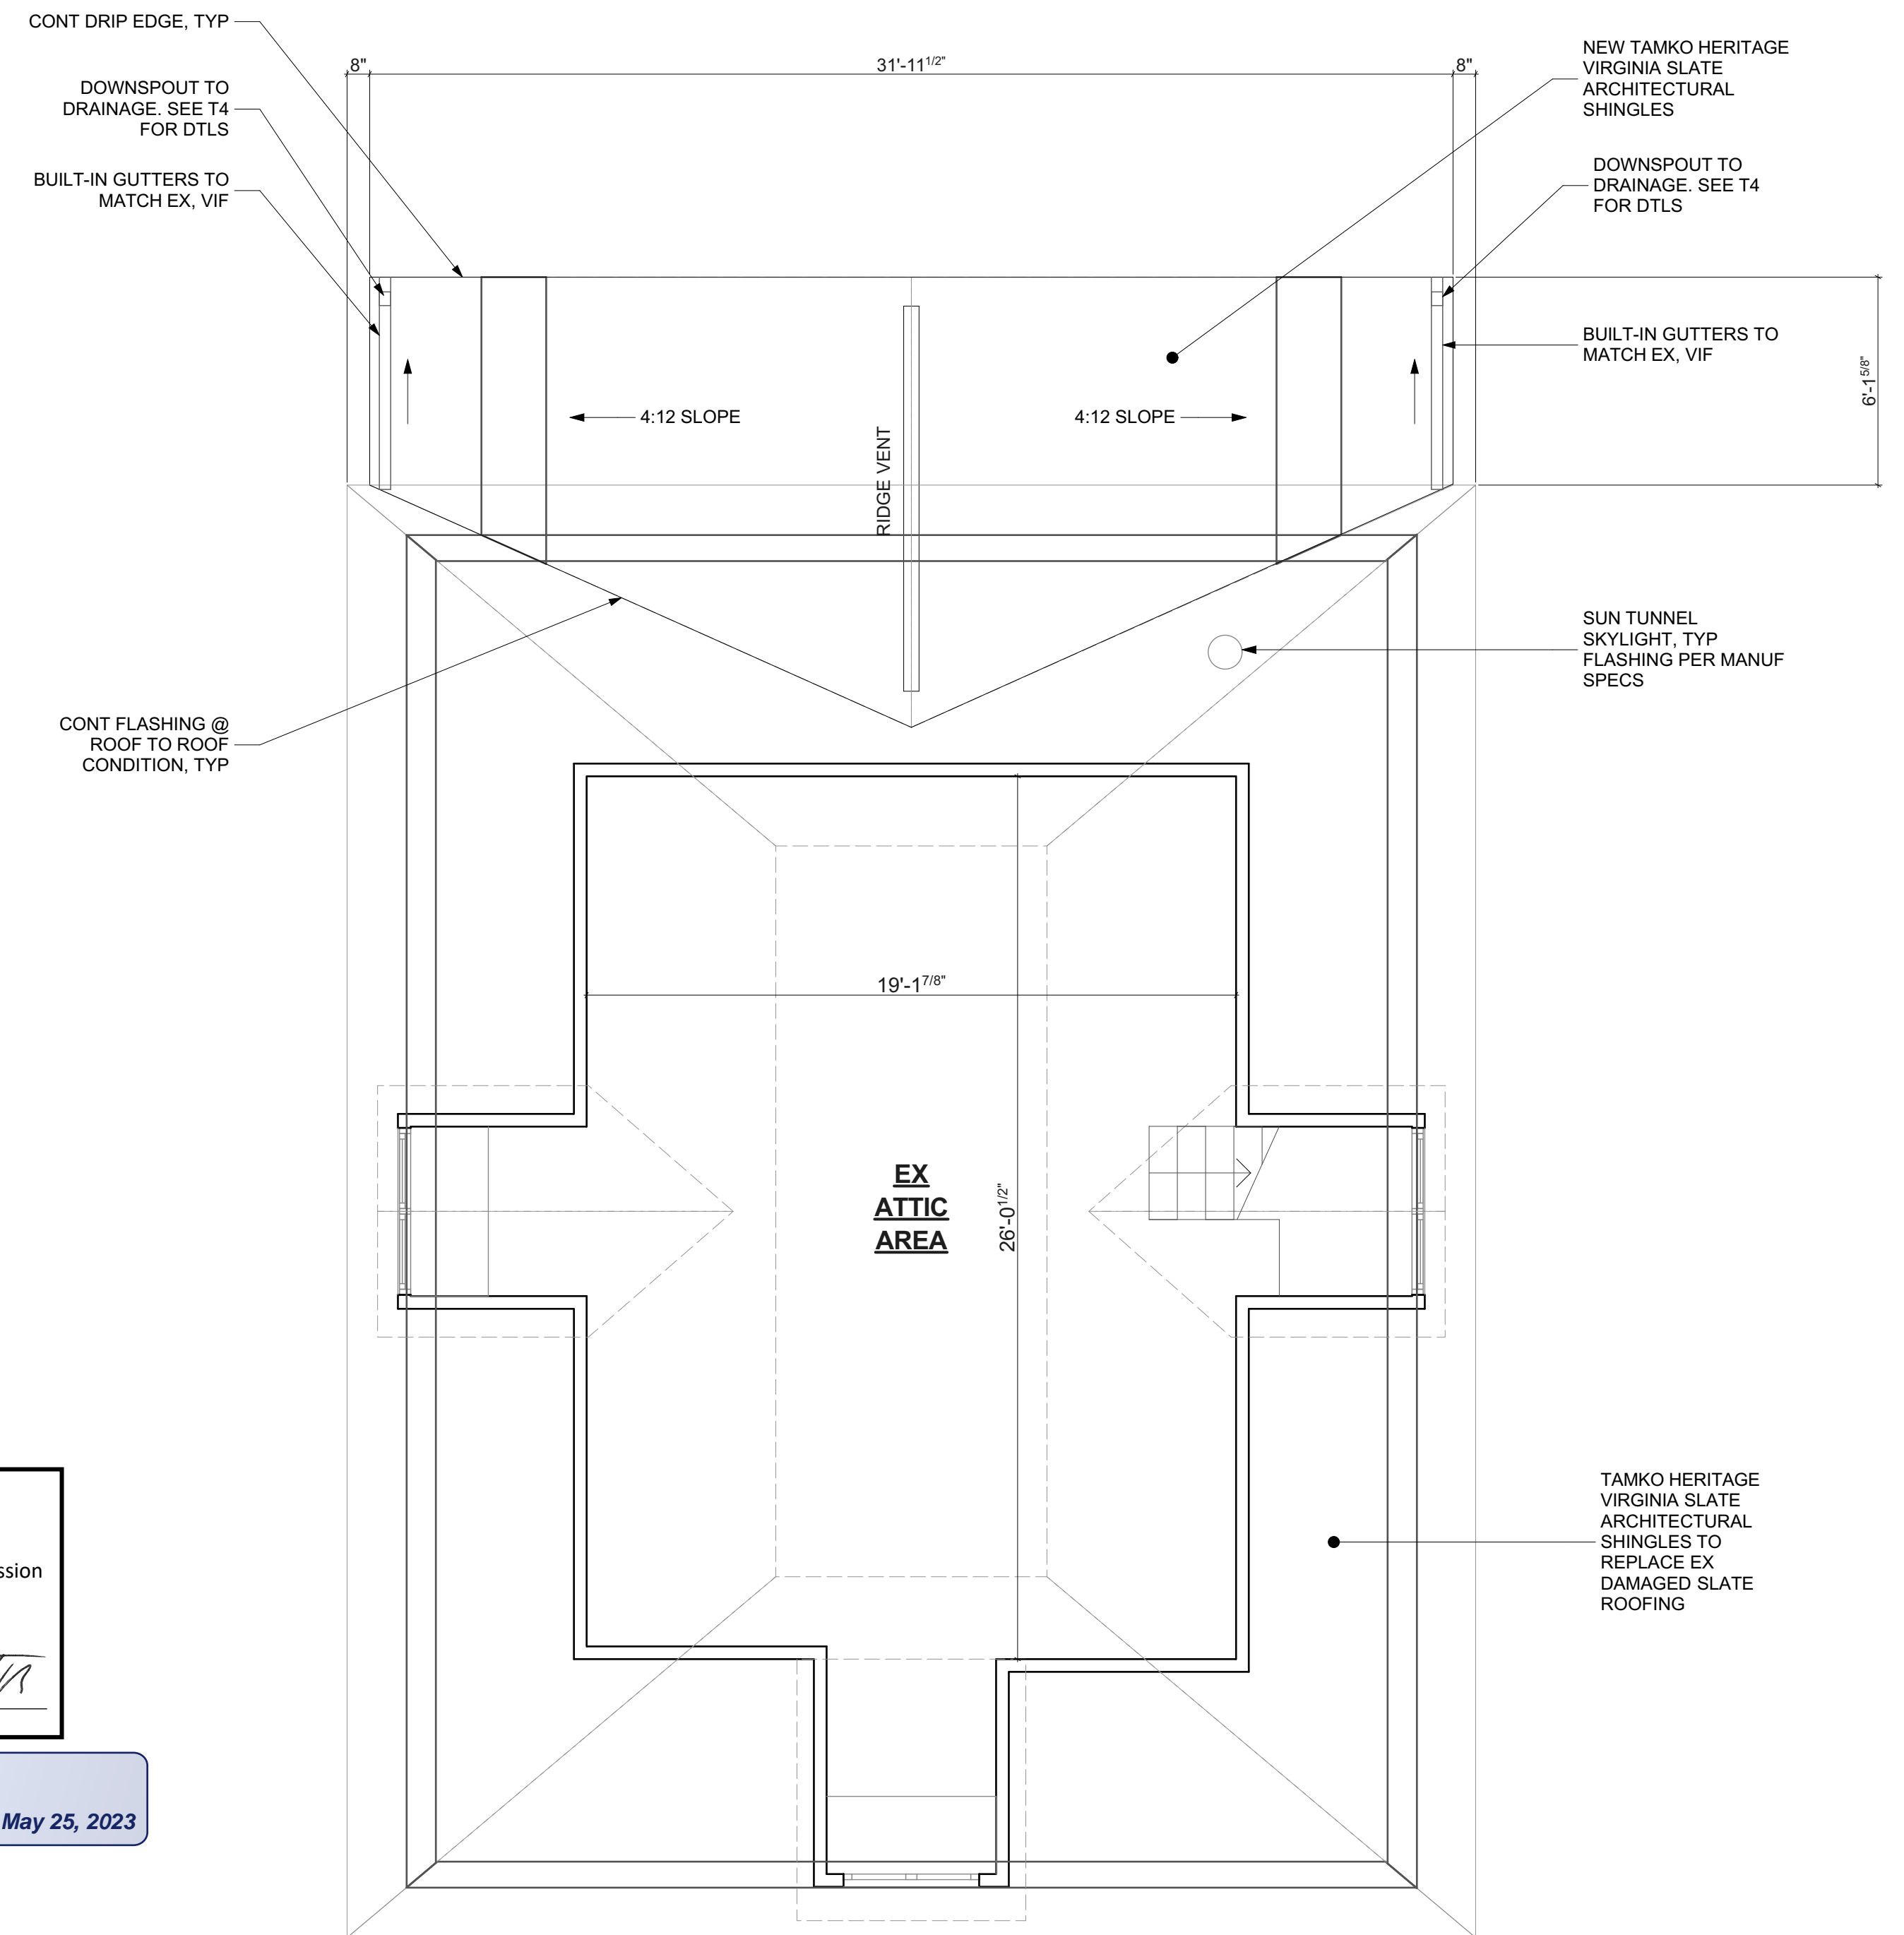 CONT DRIP EDGE, TYP
8"
31'-11 1/2"
8"
NEW TAMKO HERITAGE
VIRGINIA SLATE
ARCHITECTURAL
SHINGLES
DOWNSPOUT TO
DRAINAGE. SEE T4
FOR DTLS
BUILT-IN GUTTERS TO
MATCH EX, VIF
DOWNSPOUT TO
DRAINAGE. SEE T4
FOR DTLS
BUILT-IN GUTTERS TO
MATCH EX, VIF
6'-1 5/8"
4:12 SLOPE
4:12 SLOPE
RIDGE VENT
SUN TUNNEL
SKYLIGHT, TYP
FLASHING PER MANUF
SPECS
CONT FLASHING @
ROOF TO ROOF
CONDITION, TYP
19'-1 7/8"
EX
ATTIC
AREA
26'-0 1/2"
TAMKO HERITAGE
VIRGINIA SLATE
ARCHITECTURAL
SHINGLES TO
REPLACE EX
DAMAGED SLATE
ROOFING
ssion
May 25, 2023